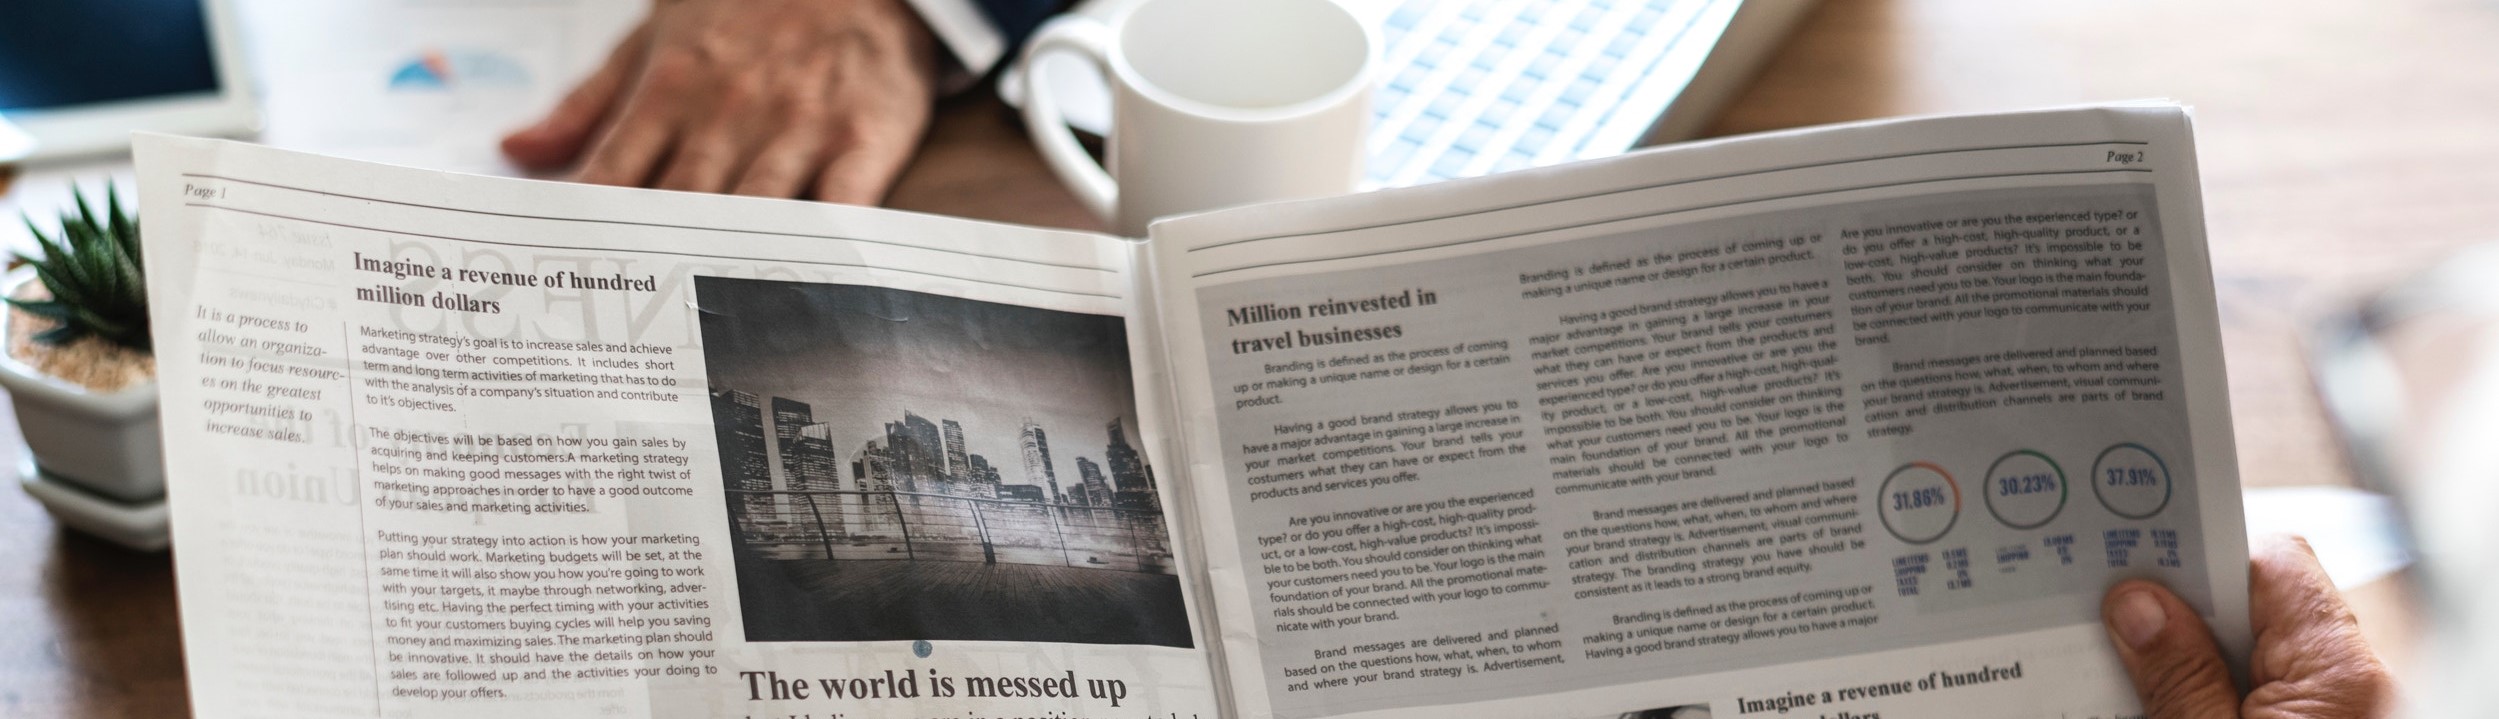 Page 1
It is a process to
allow an organiza-
tion to focus resourc-
es on the greatest
opportunities to
increase sales.
Imagine a revenue of hundred
million dollars
Marketing strategy's goal is to increase sales and achieve
advantage over other competitions. It includes short
term and long term activities of marketing that has to do
with the analysis of a company's situation and contribute
to it's objectives.
The objectives will be based on how you gain sales by
acquiring and keeping customers.A marketing strategy
helps on making good messages with the right twist of
marketing approaches in order to have a good outcome
of your sales and marketing activities.
Putting your strategy into action is how your marketing
plan should work. Marketing budgets will be set, at the
same time it will also show you how you're going to work
with your targets, it maybe through networking, adver-
tising etc. Having the perfect timing with your activities
to fit your customers buying cycles will help you saving
money and maximizing sales. The marketing plan should
be innovative. It should have the details on how your
sales are followed up and the activities your doing to
develop your offers.
The world is messed up
Page 2
Million reinvested in
travel businesses
Branding is defined as the process of coming
up or making a unique name or design for a certain
product.
Having a good brand strategy allows you to
have a major advantage in gaining a large increase in
your market competitions. Your brand tells your
costumers what they can have or expect from the
products and services you offer.
Are you innovative or are you the experienced
type? or do you offer a high-cost, high-quality prod-
uct, or a low-cost, high-value products? It's impossi-
ble to be both. You should consider on thinking what
your customers need you to be. Your logo is the main
foundation of your brand. All the promotional mate-
rials should be connected with your logo to commu-
nicate with your brand.
Brand messages are delivered and planned
based on the questions how, what, when, to whom
and where your brand strategy is. Advertisement,
Branding is defined as the process of coming up or
making a unique name or design for a certain product.
Having a good brand strategy allows you to have a
major advantage in gaining a large increase in your
market competitions. Your brand tells your costumers
what they can have or expect from the products and
services you offer. Are you innovative or are you the
experienced type? or do you offer a high-cost, high-qual-
ity product, or a low-cost, high-value products? It's
impossible to be both. You should consider on thinking
what your customers need you to be. Your logo is the
main foundation of your brand. All the promotional
materials should be connected with your logo to
communicate with your brand.
Brand messages are delivered and planned based
on the questions how, what, when, to whom and where
your brand strategy is. Advertisement, visual communi-
cation and distribution channels are parts of brand
strategy. The branding strategy you have should be
consistent as it leads to a strong brand equity.
Branding is defined as the process of coming up or
making a unique name or design for a certain product.
Having a good brand strategy allows you to have a major
Are you innovative or are you the experienced type? or
do you offer a high-cost, high-quality product, or a
low-cost, high-value products? It's impossible to be
both. You should consider on thinking what your
customers need you to be. Your logo is the main founda-
tion of your brand. All the promotional materials should
be connected with your logo to communicate with your
brand.
Brand messages are delivered and planned based
on the questions how, what, when, to whom and where
your brand strategy is. Advertisement, visual communi-
cation and distribution channels are parts of brand
strategy.
31.86%
30.23%
37.91%
Imagine a revenue of hundred